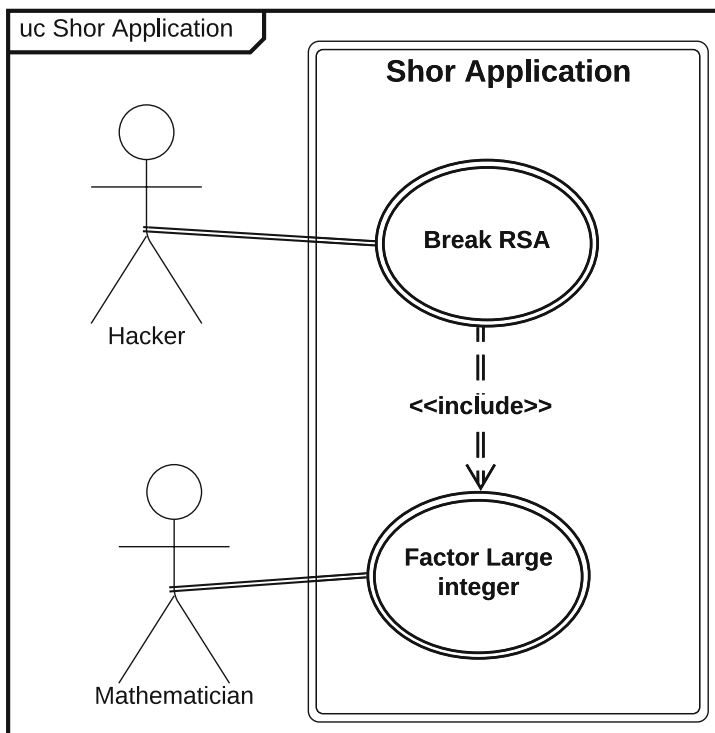 uc Shor Application
Shor Application
Break RSA
Hacker
<<include>>
Factor Large
integer
Mathematician